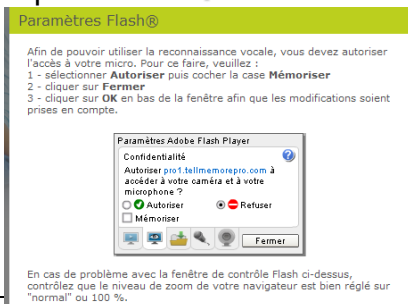 Paramètres Flash®
Afin de pouvoir utiliser la reconnaissance vocale, vous devez autoriser
l'accès à votre micro. Pour ce faire, veuillez :
1 - sélectionner Autoriser puis cocher la case Mémoriser
2 - cliquer sur Fermer
3 - cliquer sur OK en bas de la fenêtre afin que les modifications soient
prises en compte.
Paramètres Adobe Flash Player
Confidentialité
Autoriser pro1.tellmemorepro.com à
accéder à votre caméra et à votre
microphone ?
Autoriser Refuser
Mémoriser
Fermer
En cas de problème avec la fenêtre de contrôle Flash ci-dessus,
contrôlez que le niveau de zoom de votre navigateur est bien réglé sur
"normal" ou 100 %.